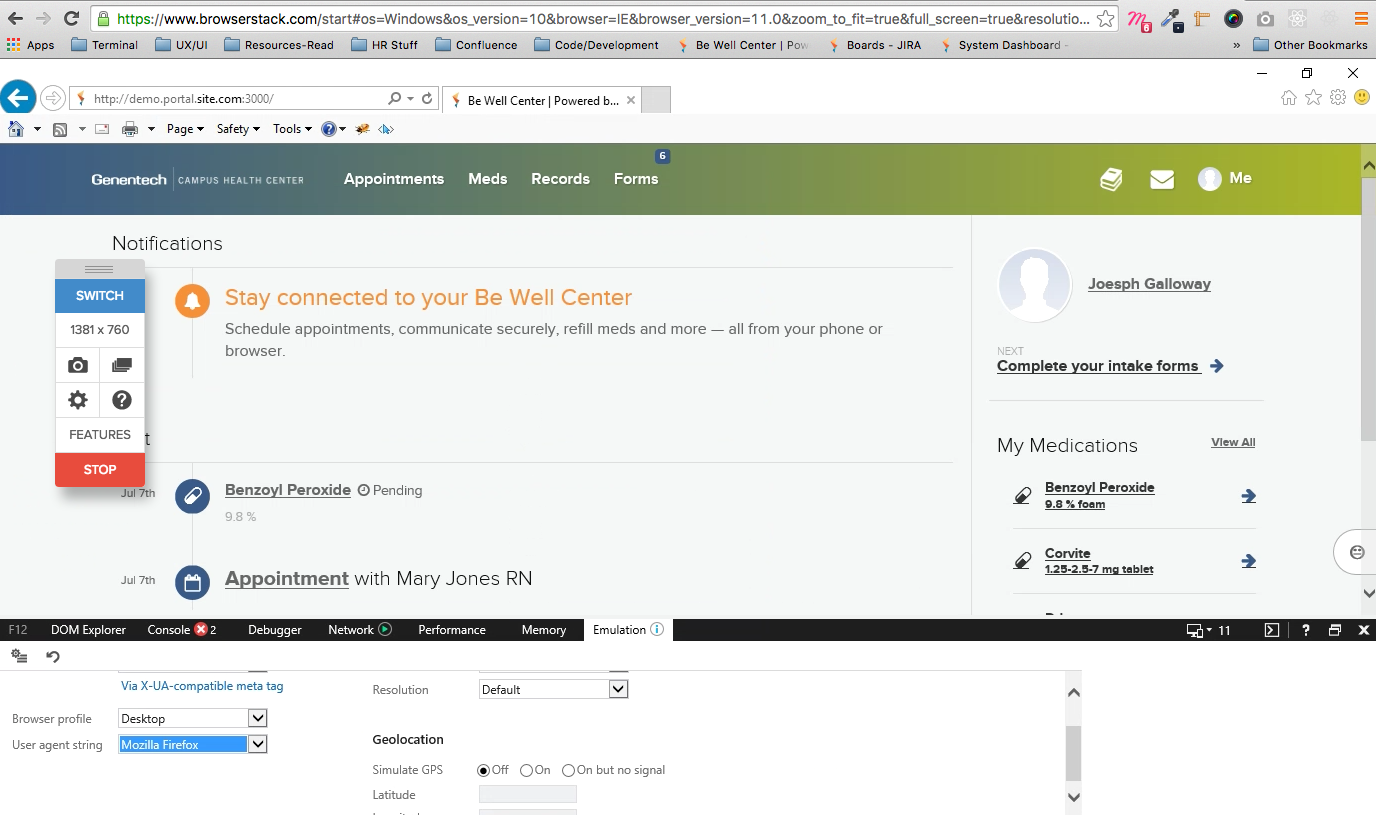 https://www.browserstack.com/start#os=Windows&os_version=10&browser=IE&browser_version=11.0&zoom_to_fit=true&full_screen=true&resolutio...
6
Apps Terminal UX/UI Resources-Read HR Stuff Confluence Code/Development Be Well Center | Pow Boards - JIRA System Dashboard - » Other Bookmarks
http://demo.portal.site.com:3000/
Be Well Center | Powered b...
Page Safety Tools
6
Genentech CAMPUS HEALTH CENTER Appointments Meds Records Forms Me
Notifications
SWITCH
1381 x 760
FEATURES
STOP
Stay connected to your Be Well Center
Schedule appointments, communicate securely, refill meds and more — all from your phone or
browser.
t
Jul 7th
Benzoyl Peroxide Pending
9.8 %
Jul 7th
Appointment with Mary Jones RN
Joesph Galloway
NEXT
Complete your intake forms
My Medications View All
Benzoyl Peroxide
9.8 % foam
Corvite
1.25-2.5-7 mg tablet
F12 DOM Explorer Console 2 Debugger Network Performance Memory Emulation 11 ?
Via X-UA-compatible meta tag
Browser profile Desktop
User agent string Mozilla Firefox
Resolution Default
Geolocation
Simulate GPS Off On On but no signal
Latitude